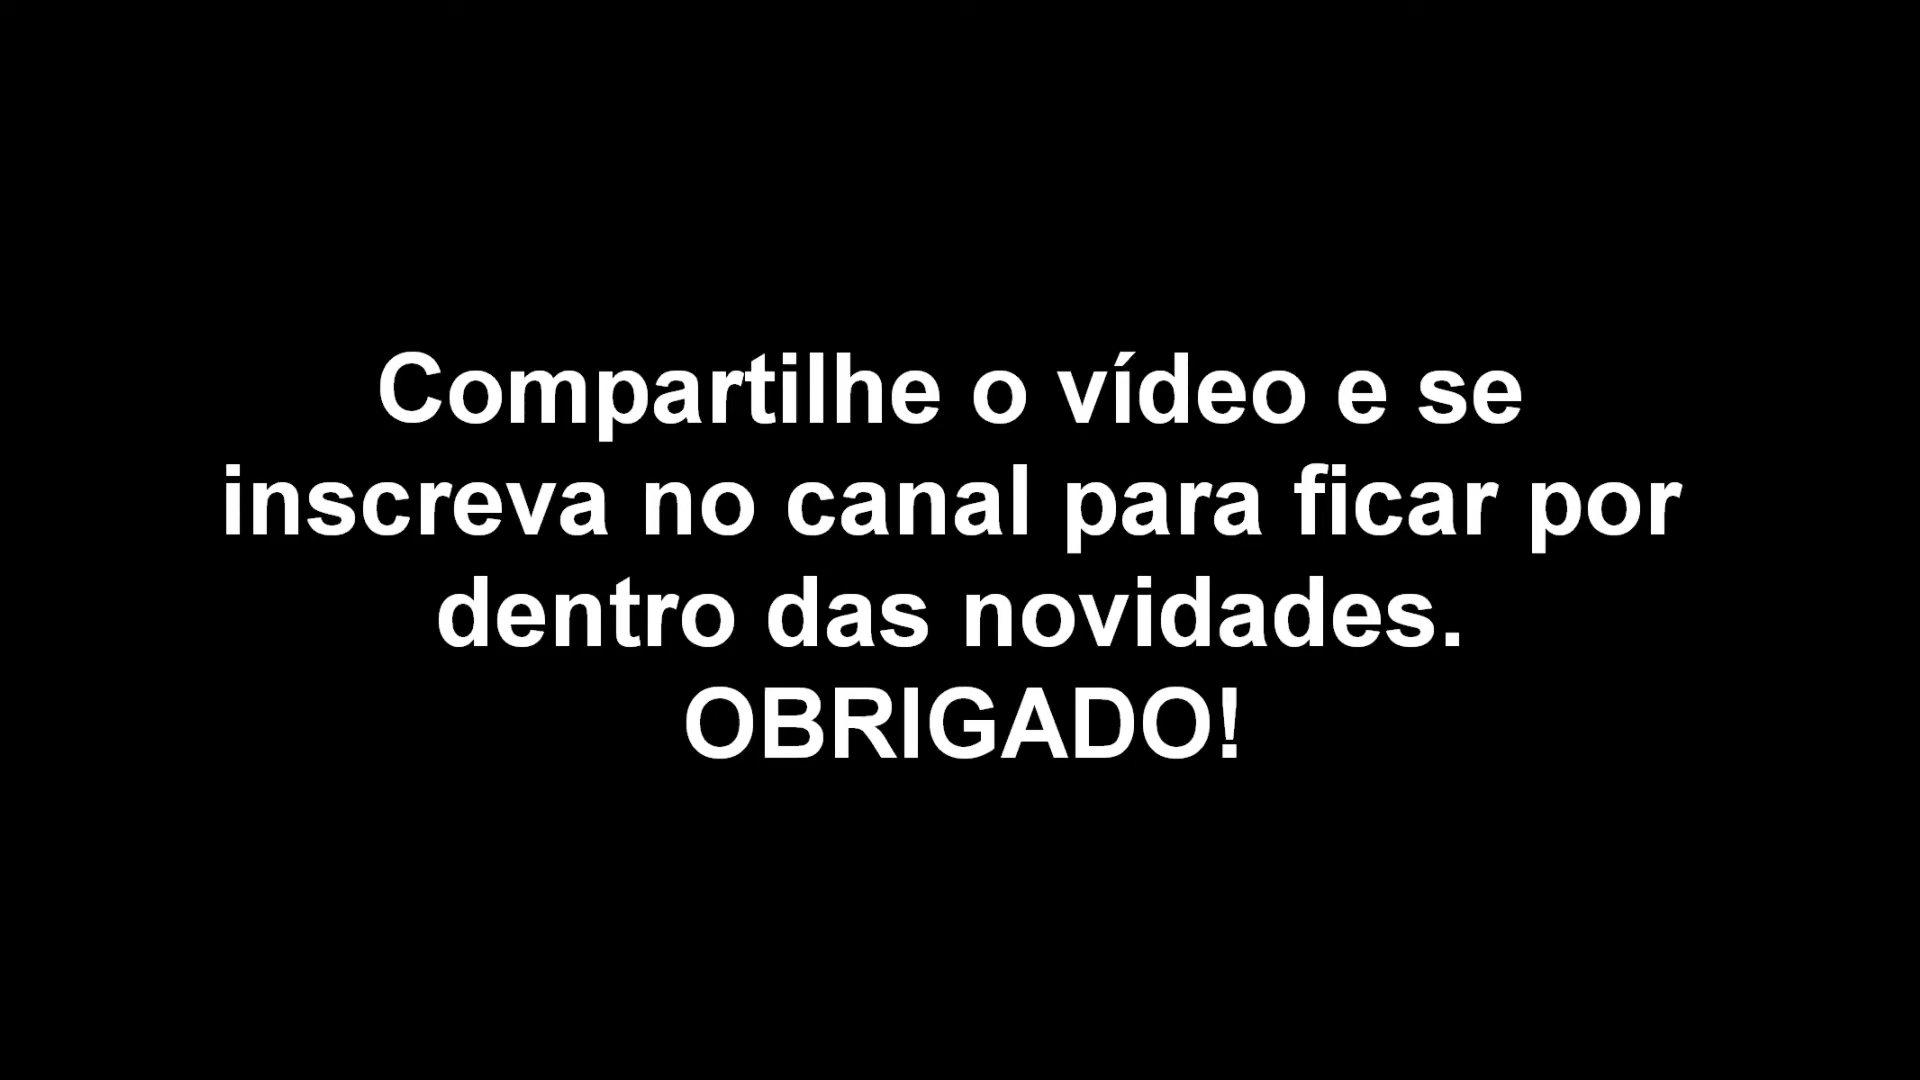 Compartilhe o vídeo e se
inscreva no canal para ficar por
dentro das novidades.
OBRIGADO!